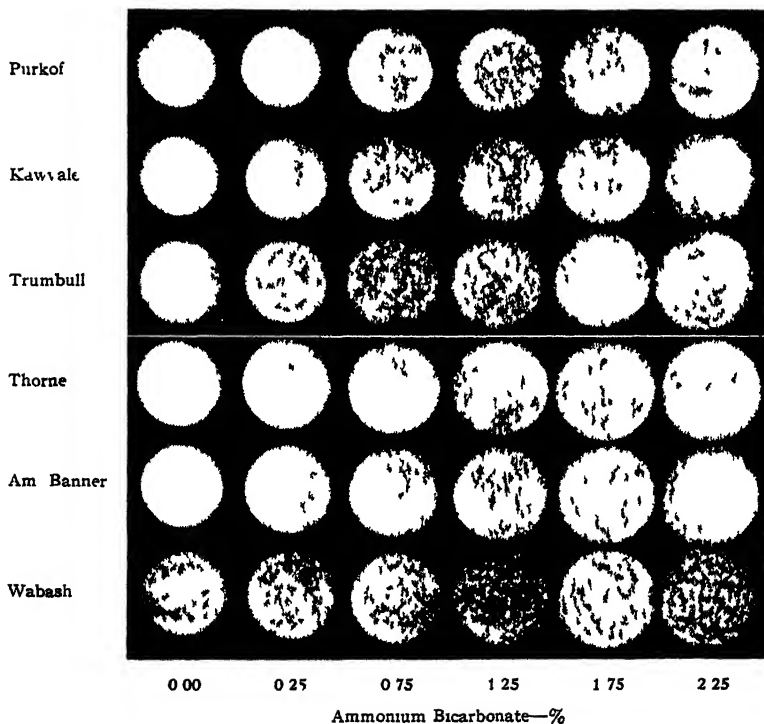 Purkof
Kawvale
Trumbull
Thorne
Am Banner
Wabash
0 00 0 25 0 75 1 25 1 75 2 25
Ammonium Bicarbonate—%